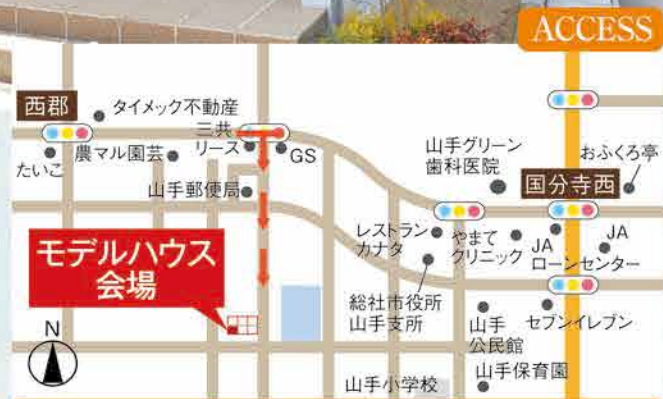 ACCESS
西郡
タイメック不動産
三共
リース
GS
たいこ
農マル園芸
山手郵便局
山手グリーン
歯科医院
おふくろ亭
国分寺西
レストラン
カナタ
やまて
クリニック
JA
ローンセンター
JA
モデルハウス
会場
総社市役所
山手支所
山手
公民館
セブンイレブン
N
山手小学校
山手保育園